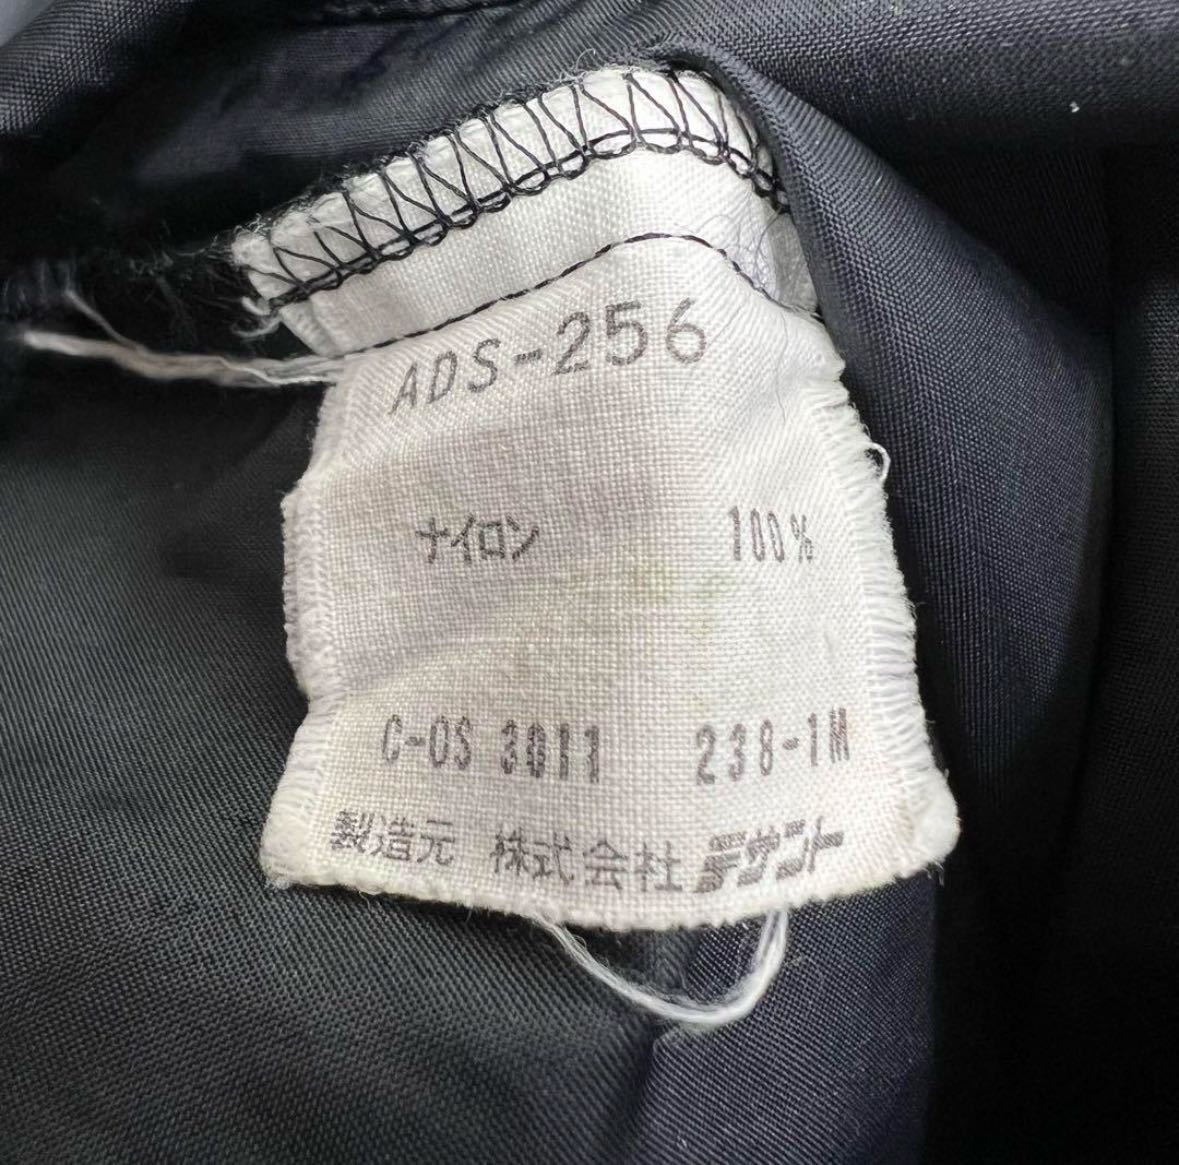 ADS-256
ナイロン 100%
C-OS 3011 238-1M
製造元 株式会社デサント